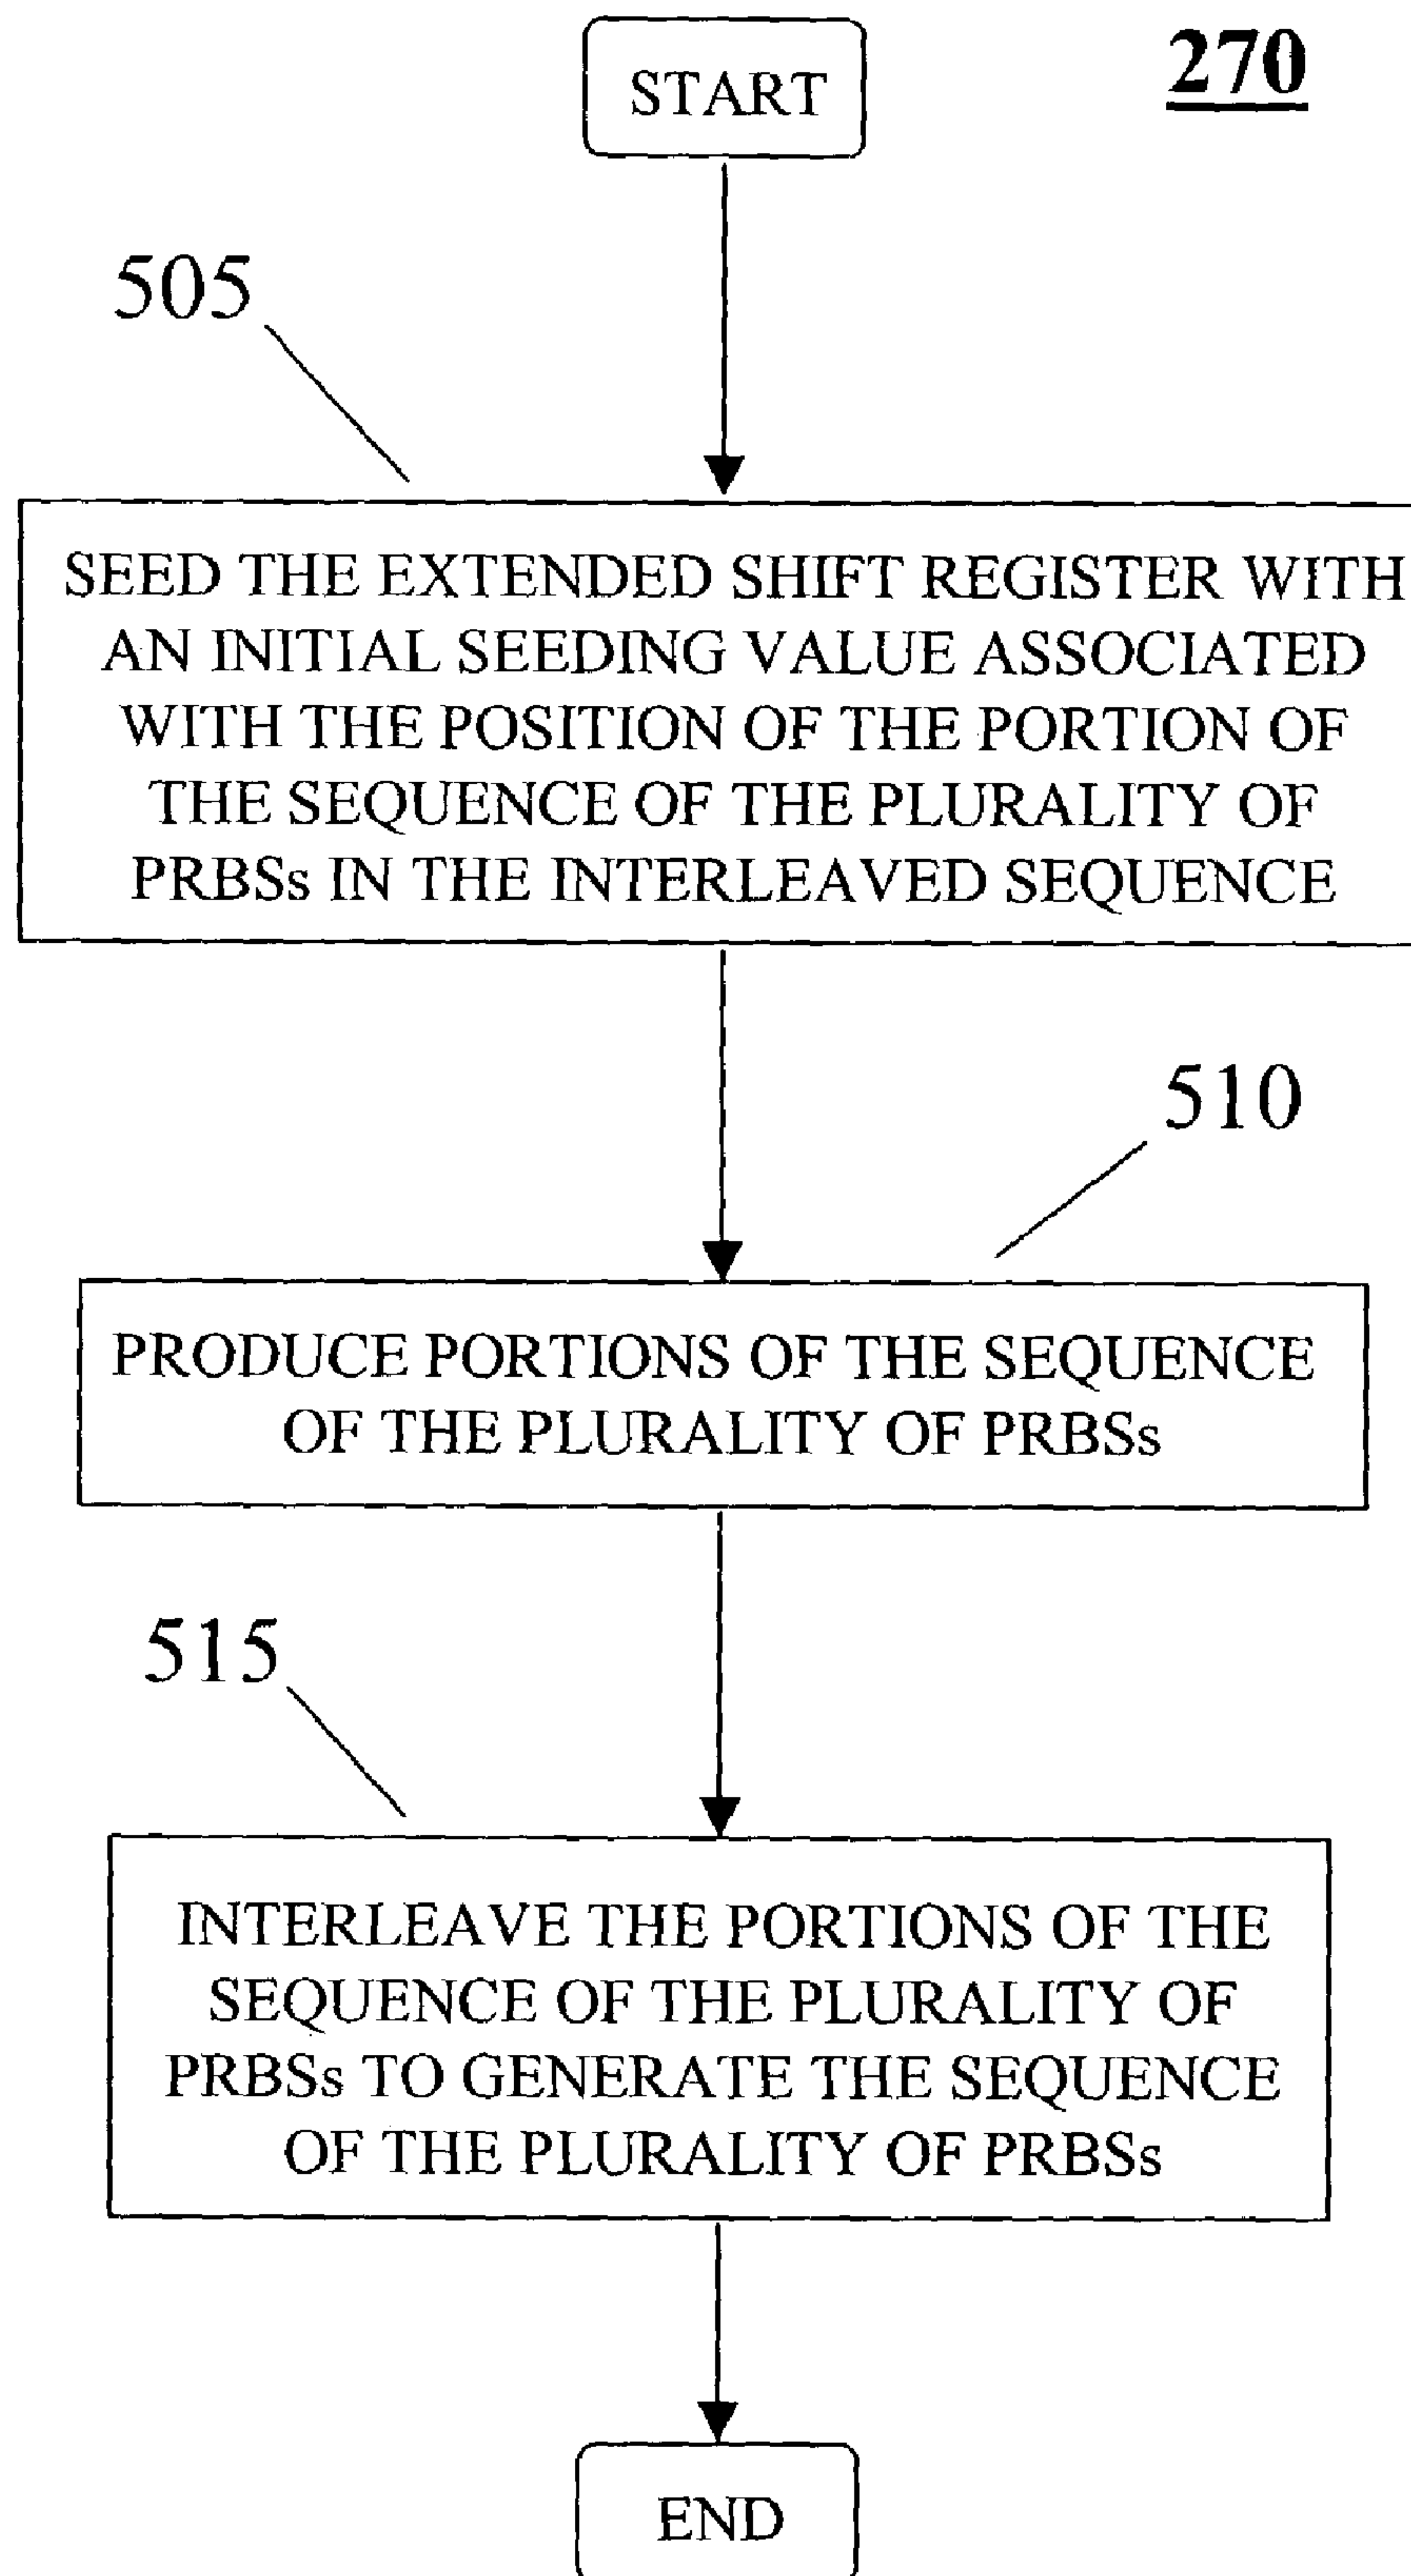 START
270
505
SEED THE EXTENDED SHIFT REGISTER WITH
AN INITIAL SEEDING VALUE ASSOCIATED
WITH THE POSITION OF THE PORTION OF
THE SEQUENCE OF THE PLURALITY OF
PRBSs IN THE INTERLEAVED SEQUENCE
510
PRODUCE PORTIONS OF THE SEQUENCE
OF THE PLURALITY OF PRBSs
515
INTERLEAVE THE PORTIONS OF THE
SEQUENCE OF THE PLURALITY OF
PRBSs TO GENERATE THE SEQUENCE
OF THE PLURALITY OF PRBSs
END